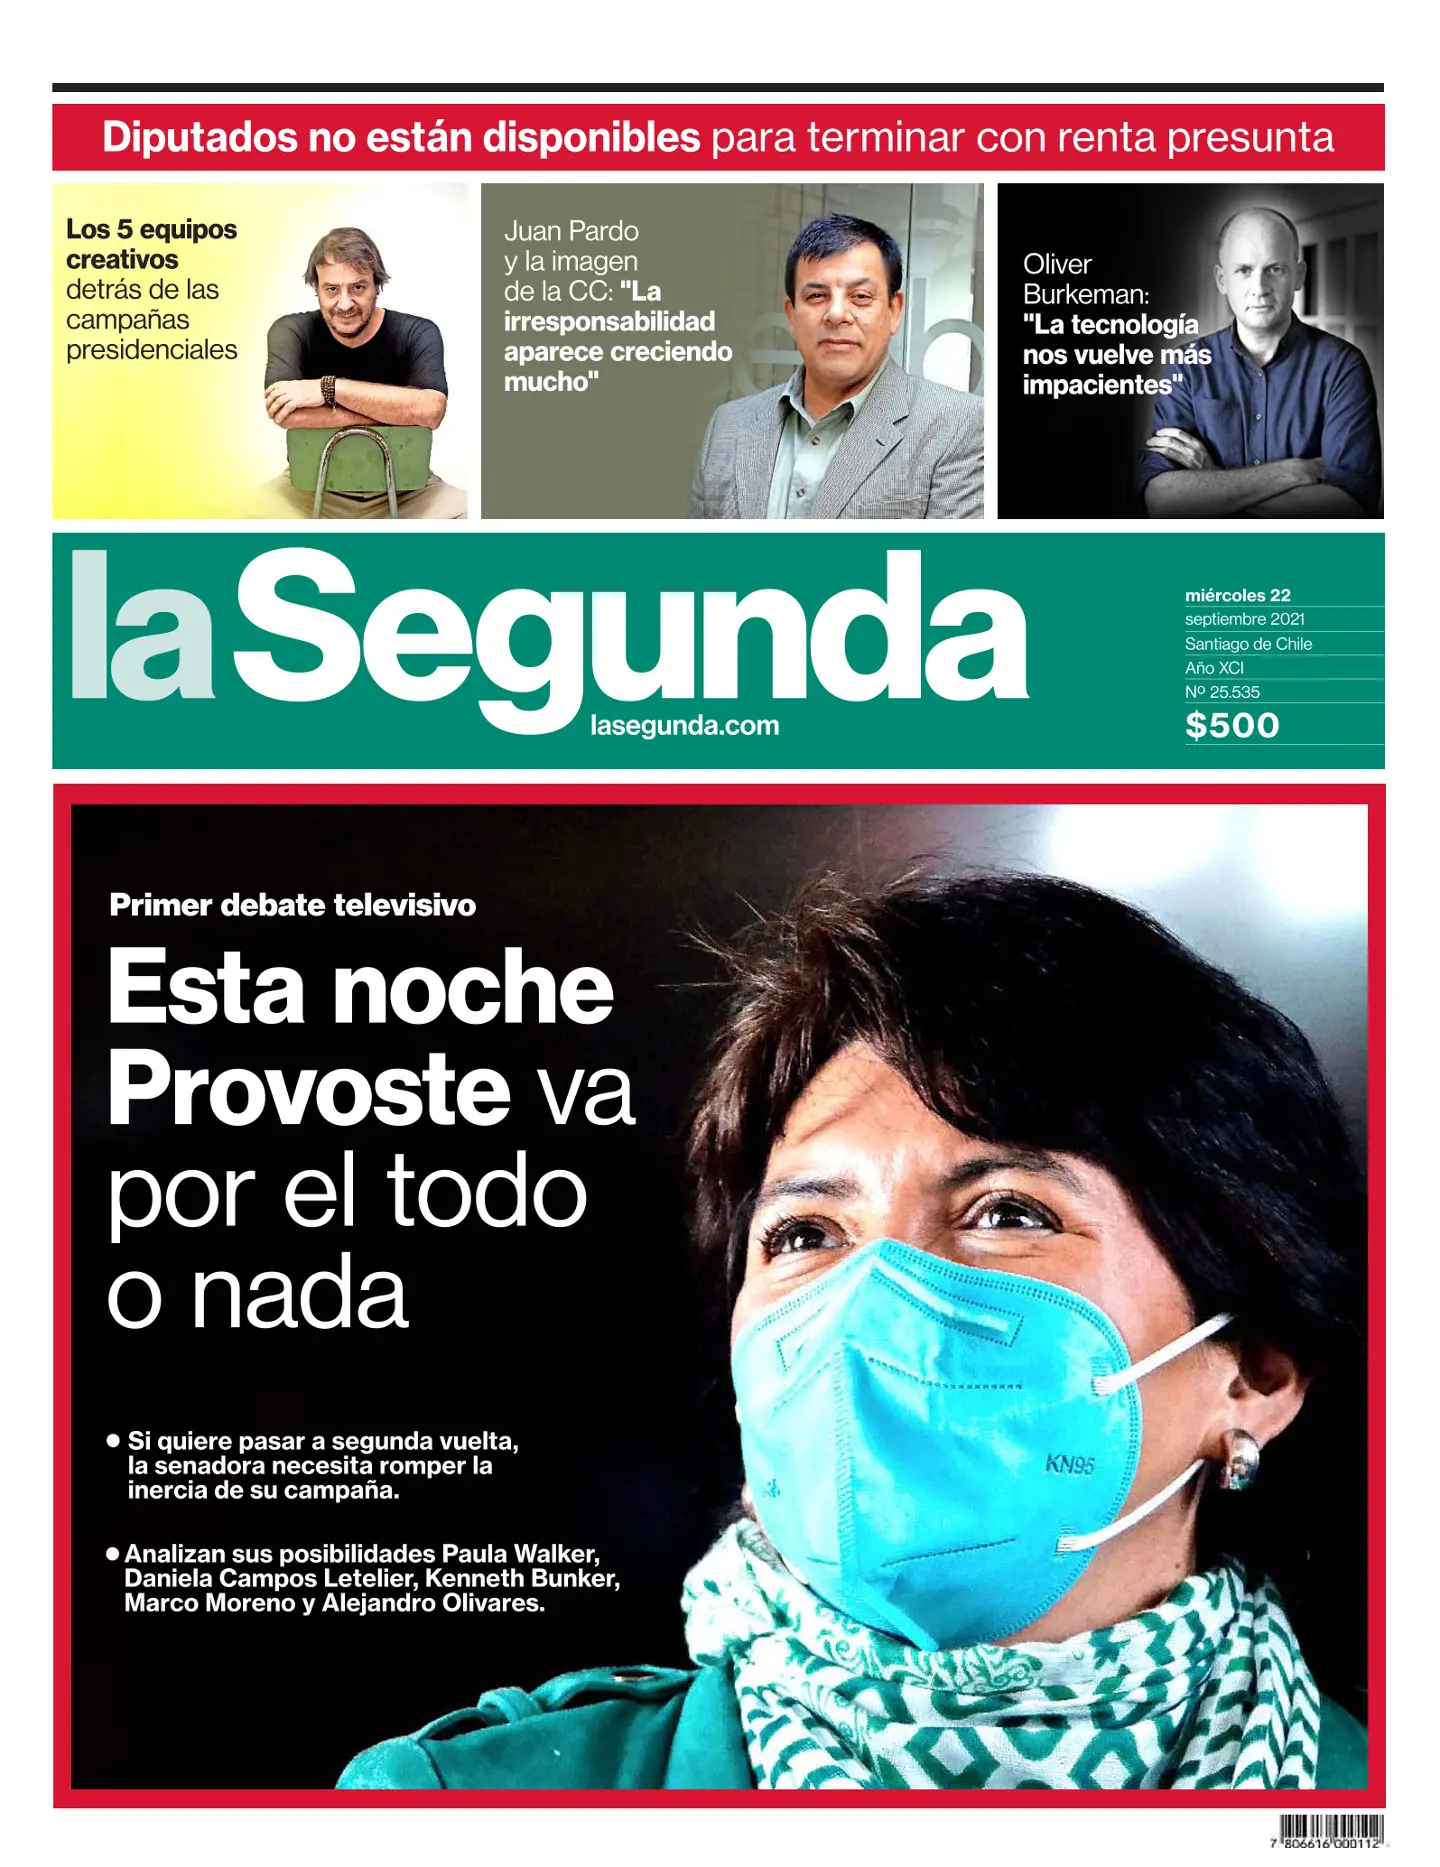 Diputados no están disponibles para terminar con renta presunta
Los 5 equipos
creativos
detrás de las
campañas
presidenciales
Juan Pardo
y la imagen
de la CC: "La
irresponsabilidad
aparece creciendo
mucho"
Oliver
Burkeman:
"La tecnología
nos vuelve más
impacientes"
la Segunda
lasegunda.com
miércoles 22
septiembre 2021
Santiago de Chile
Año XCI
Nº 25.535
$500
Primer debate televisivo
Esta noche
Provoste va
por el todo
o nada
● Si quiere pasar a segunda vuelta,
la senadora necesita romper la
inercia de su campaña.
● Analizan sus posibilidades Paula Walker,
Daniela Campos Letelier, Kenneth Bunker,
Marco Moreno y Alejandro Olivares.
KN95
7 806616 000112